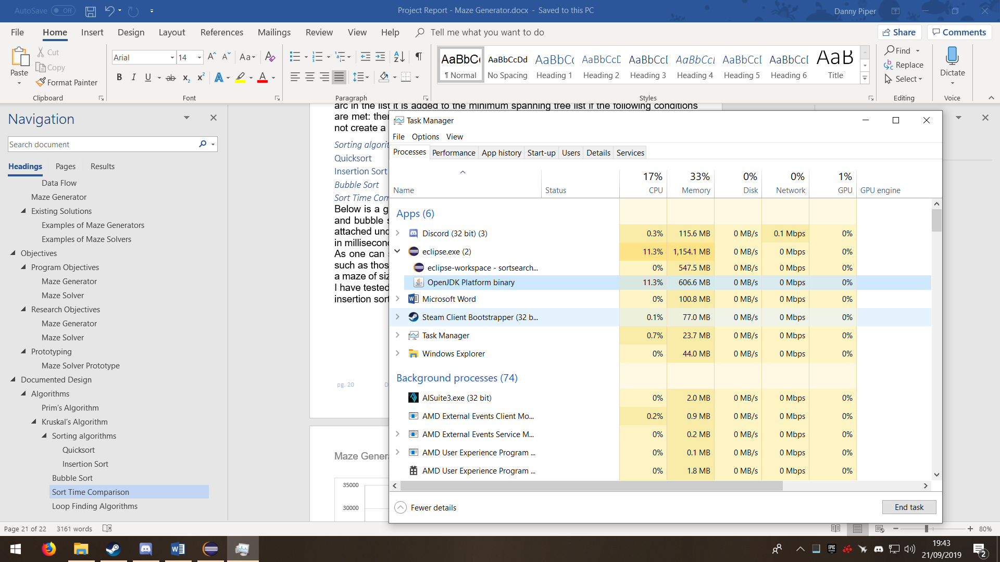 AutoSave Off
Project Report - Maze Generator.docx - Saved to this PC
Danny Piper
File Home Insert Design Layout References Mailings Review View Help Tell me what you want to do
Share Comments
Paste
Cut
Copy
Format Painter
Clipboard
Arial 14
Aa
B I U ab x₂ x² A A
Font
Paragraph
AaBbCc AaBbCcDd AaBbCc AaBbCcD AaBbCcD AaBbCcI AaBbCcD AaBbCcD AaB
¶ Normal No Spacing Heading 1 Heading 2 Heading 3 Heading 4 Heading 5 Heading 6 Title
Styles
Find
Replace
Select
Editing
Dictate
Voice
Navigation
Search document
Headings Pages Results
Data Flow
Maze Generator
Existing Solutions
Examples of Maze Generators
Examples of Maze Solvers
Objectives
Program Objectives
Maze Generator
Maze Solver
Research Objectives
Maze Generator
Maze Solver
Prototyping
Maze Solver Prototype
Documented Design
Algorithms
Prim's Algorithm
Kruskal's Algorithm
Sorting algorithms
Quicksort
Insertion Sort
Bubble Sort
Sort Time Comparison
Loop Finding Algorithms
arc in the list it is added to the minimum spanning tree list if the following conditions
are met:
not create a
Sorting
Quicksort
Insertion Sort
Bubble Sort
Sort Time
Below is a
and bubble
attached
in
As one can
such as
a maze of
I have tested
insertion
pg. 20
Maze
35000
30000
Task Manager
File Options View
Processes Performance App history Start-up Users Details Services
17% 33% 0% 0% 1%
Name Status CPU Memory Disk Network GPU GPU engine
Apps (6)
Discord (32 bit) (3) 0.3% 115.6 MB 0 MB/s 0.1 Mbps 0%
eclipse.exe (2) 11.3% 1,154.1 MB 0 MB/s 0 Mbps 0%
eclipse-workspace - sortsearch... 0% 547.5 MB 0 MB/s 0 Mbps 0%
OpenJDK Platform binary 11.3% 606.6 MB 0 MB/s 0 Mbps 0%
Microsoft Word 0% 100.8 MB 0 MB/s 0 Mbps 0%
Steam Client Bootstrapper (32 b... 0.1% 77.0 MB 0 MB/s 0 Mbps 0%
Task Manager 0.7% 23.7 MB 0 MB/s 0 Mbps 0%
Windows Explorer 0% 44.0 MB 0 MB/s 0 Mbps 0%
Background processes (74)
AISuite3.exe (32 bit) 0% 2.0 MB 0 MB/s 0 Mbps 0%
AMD External Events Client Mo... 0.2% 0.9 MB 0 MB/s 0 Mbps 0%
AMD External Events Service M... 0% 0.2 MB 0 MB/s 0 Mbps 0%
AMD User Experience Program ... 0% 0.1 MB 0 MB/s 0 Mbps 0%
AMD User Experience Program ... 0% 1.8 MB 0 MB/s 0 Mbps 0%
Fewer details
End task
Page 21 of 22 3161 words
80%
19:43
21/09/2019
2